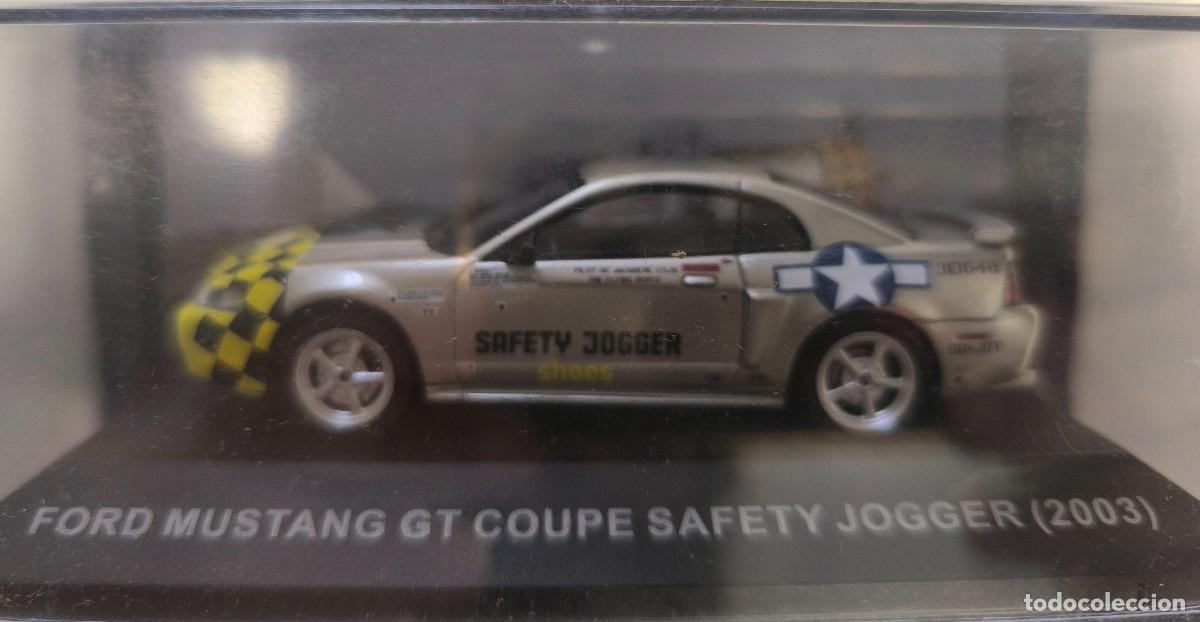 SAFETY JOGGER
shoes
FORD MUSTANG GT COUPE SAFETY JOGGER (2003)
todocoleccion